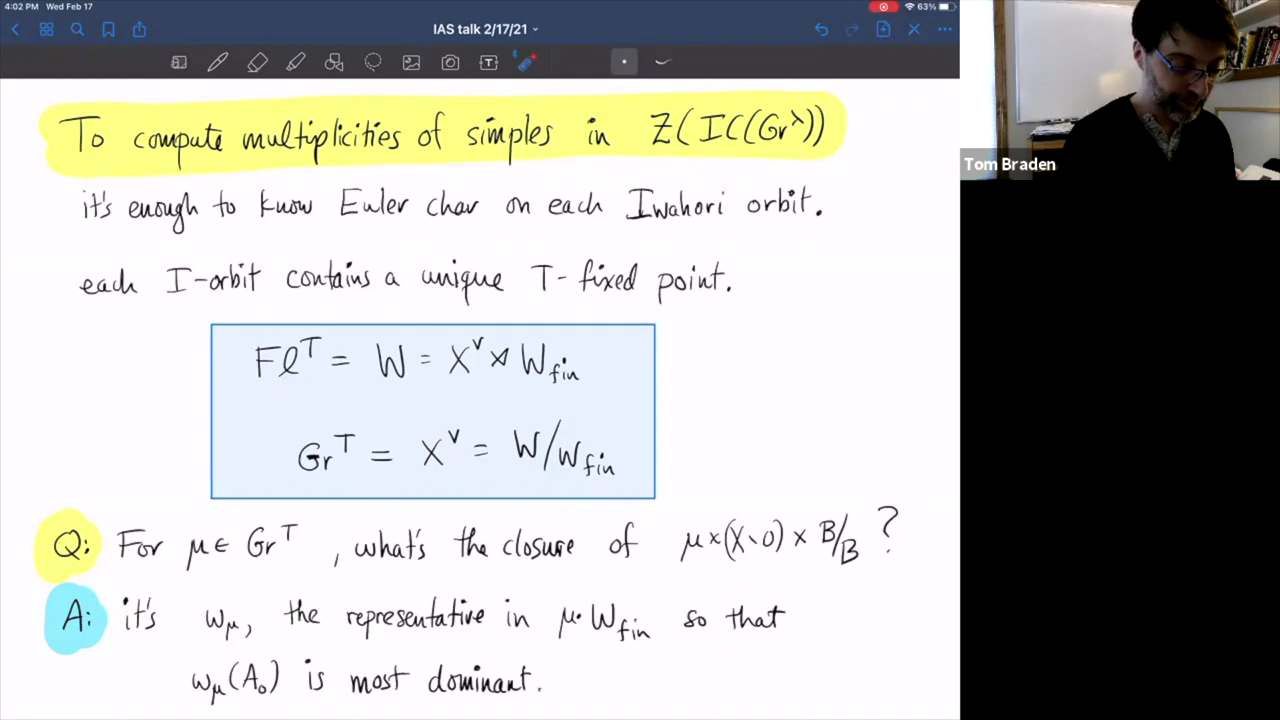 4:02 PM Wed Feb 17
63%
IAS talk 2/17/21
To compute multiplicities of simples in Z(IC(Gr^λ))
it's enough to know Euler char on each Iwahori orbit.
each I-orbit contains a unique T-fixed point.
Fl^T = W = X^∨ ⋊ W_fin
Gr^T = X^∨ = W/W_fin
Q: For μ ∈ Gr^T, what's the closure of μ×(X∖0)×B/B ?
A: it's w_μ, the representative in μ·W_fin so that
w_μ(A_0) is most dominant.
Tom Braden